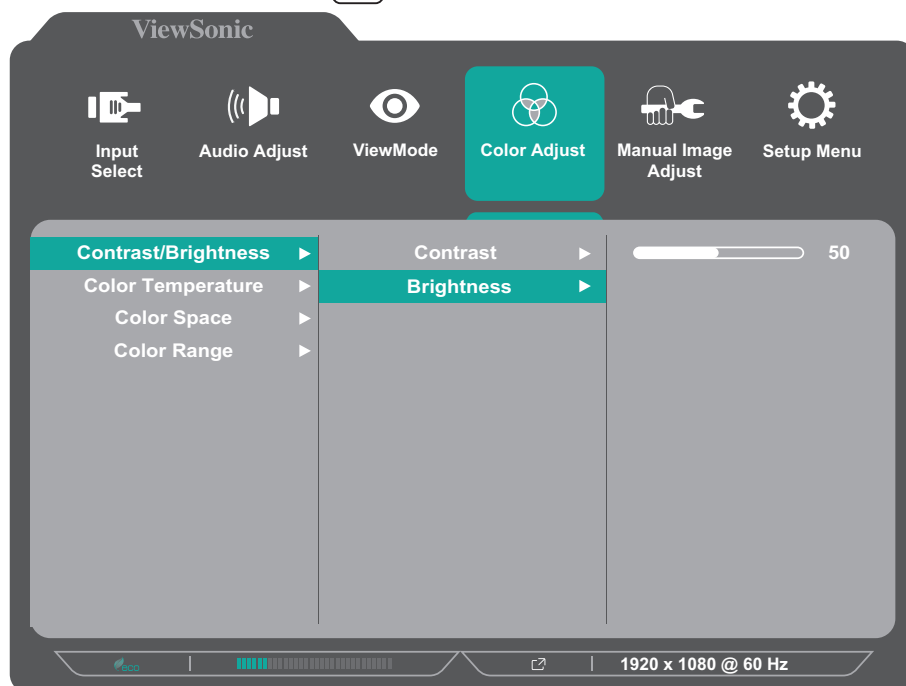 ViewSonic
Input
Select
Audio Adjust
ViewMode
Color Adjust
Manual Image
Adjust
Setup Menu
Contrast/Brightness
Color Temperature
Color Space
Color Range
Contrast
Brightness
50
eco
1920 x 1080 @ 60 Hz